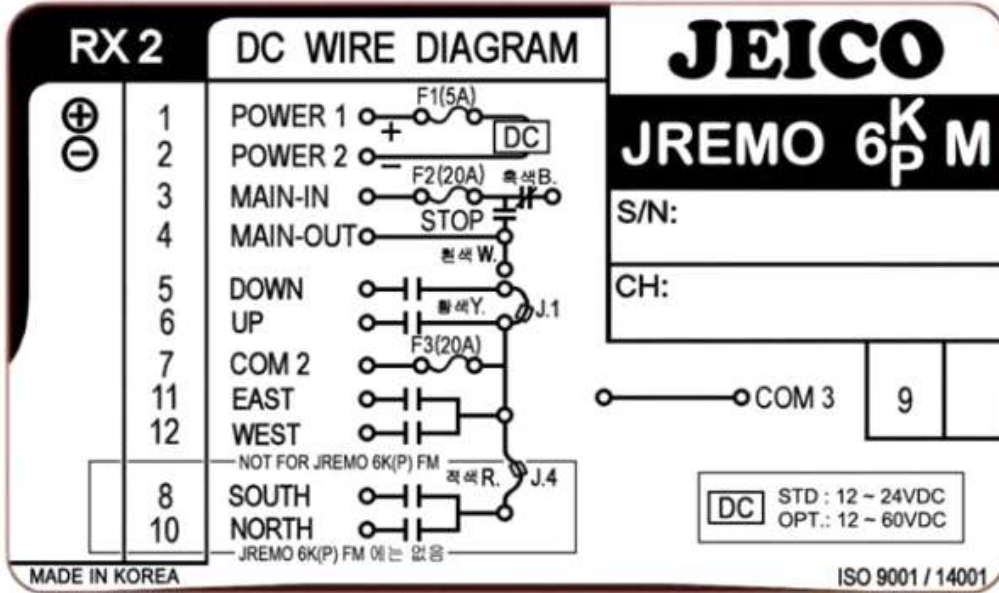 RX 2 DC WIRE DIAGRAM
JEICO
JREMO 6 K/P M
S/N:
CH:
⊕ 1 POWER 1 + F1(5A)
DC
⊖ 2 POWER 2 −
3 MAIN-IN F2(20A) 흑색B.
STOP
4 MAIN-OUT
흰색 W.
5 DOWN
황색Y. J.1
6 UP
F3(20A)
7 COM 2
11 EAST
12 WEST
COM 3 9
NOT FOR JREMO 6K(P) FM
적색R. J.4
8 SOUTH
10 NORTH
JREMO 6K(P) FM 에는 없음
DC STD : 12 ~ 24VDC
OPT.: 12 ~ 60VDC
MADE IN KOREA
ISO 9001 / 14001